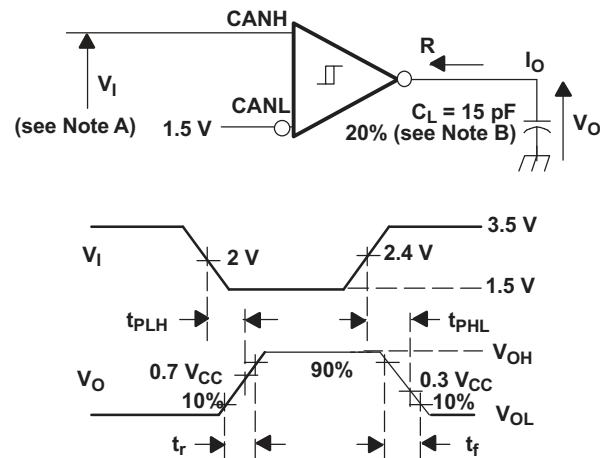 CANH
R
I_O
V_I
CANL
(see Note A)
1.5 V
C_L = 15 pF
20% (see Note B)
V_O
3.5 V
V_I
2 V
2.4 V
1.5 V
t_PLH
t_PHL
V_OH
V_O
0.7 V_CC
90%
0.3 V_CC
10%
10%
V_OL
t_r
t_f